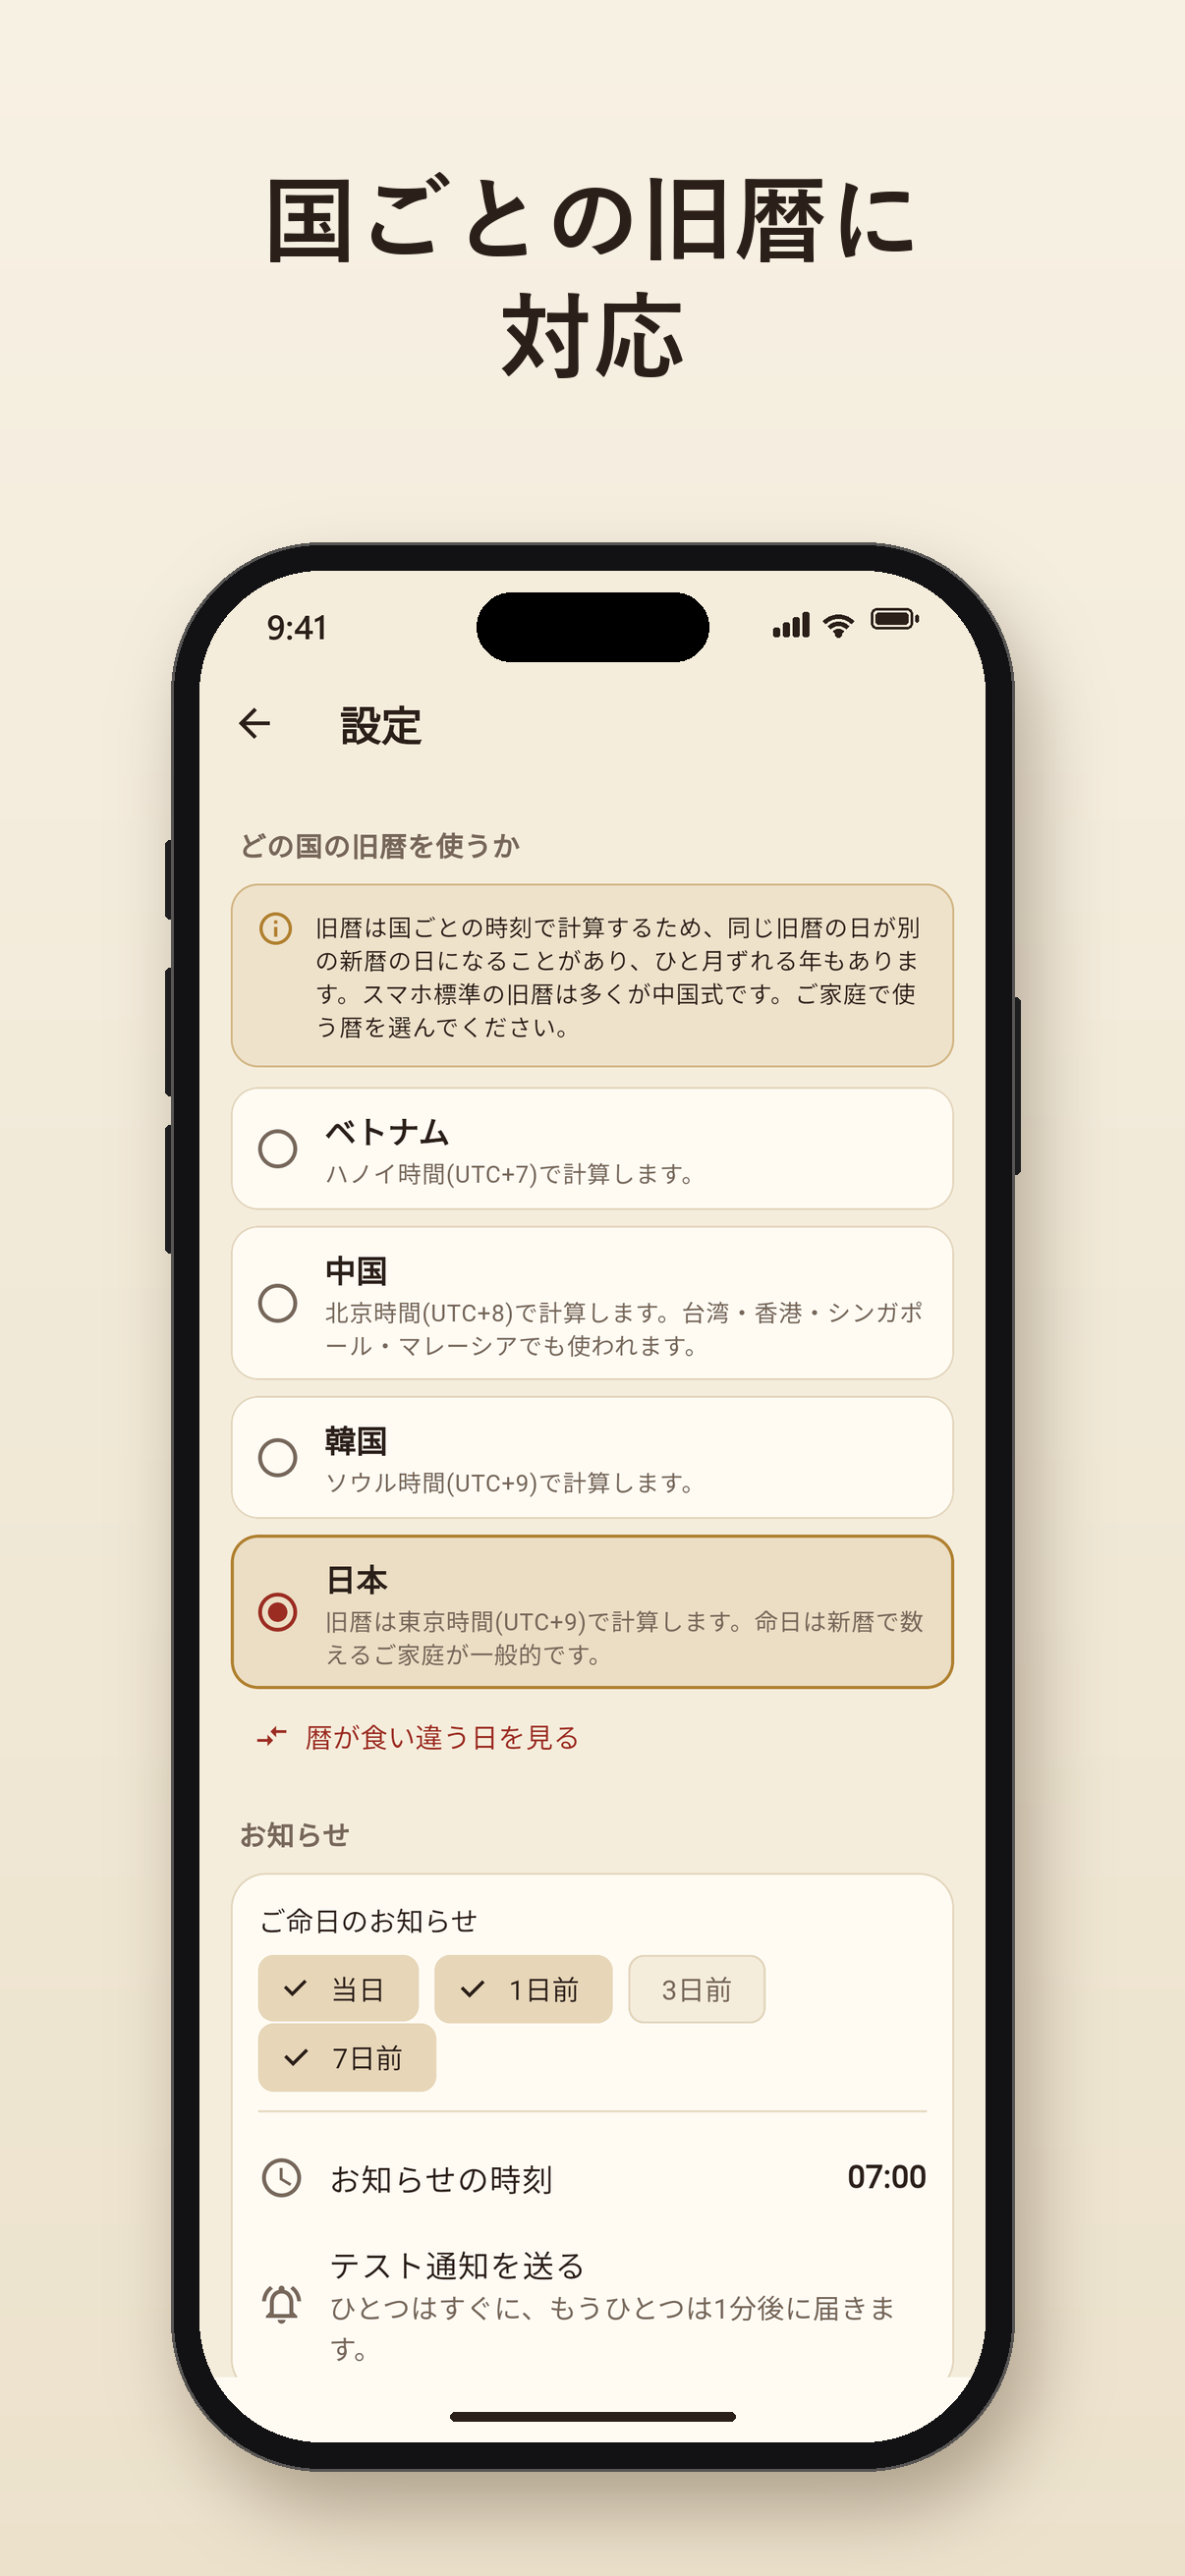 国ごとの旧暦に
対応
9:41
設定
どの国の旧暦を使うか
旧暦は国ごとの時刻で計算するため、同じ旧暦の日が別
の新暦の日になることがあり、ひと月ずれる年もありま
す。スマホ標準の旧暦は多くが中国式です。ご家庭で使
う暦を選んでください。
ベトナム
ハノイ時間(UTC+7)で計算します。
中国
北京時間(UTC+8)で計算します。台湾・香港・シンガポ
ール・マレーシアでも使われます。
韓国
ソウル時間(UTC+9)で計算します。
日本
旧暦は東京時間(UTC+9)で計算します。命日は新暦で数
えるご家庭が一般的です。
暦が食い違う日を見る
お知らせ
ご命日のお知らせ
当日 1日前 3日前
7日前
お知らせの時刻 07:00
テスト通知を送る
ひとつはすぐに、もうひとつは1分後に届きま
す。